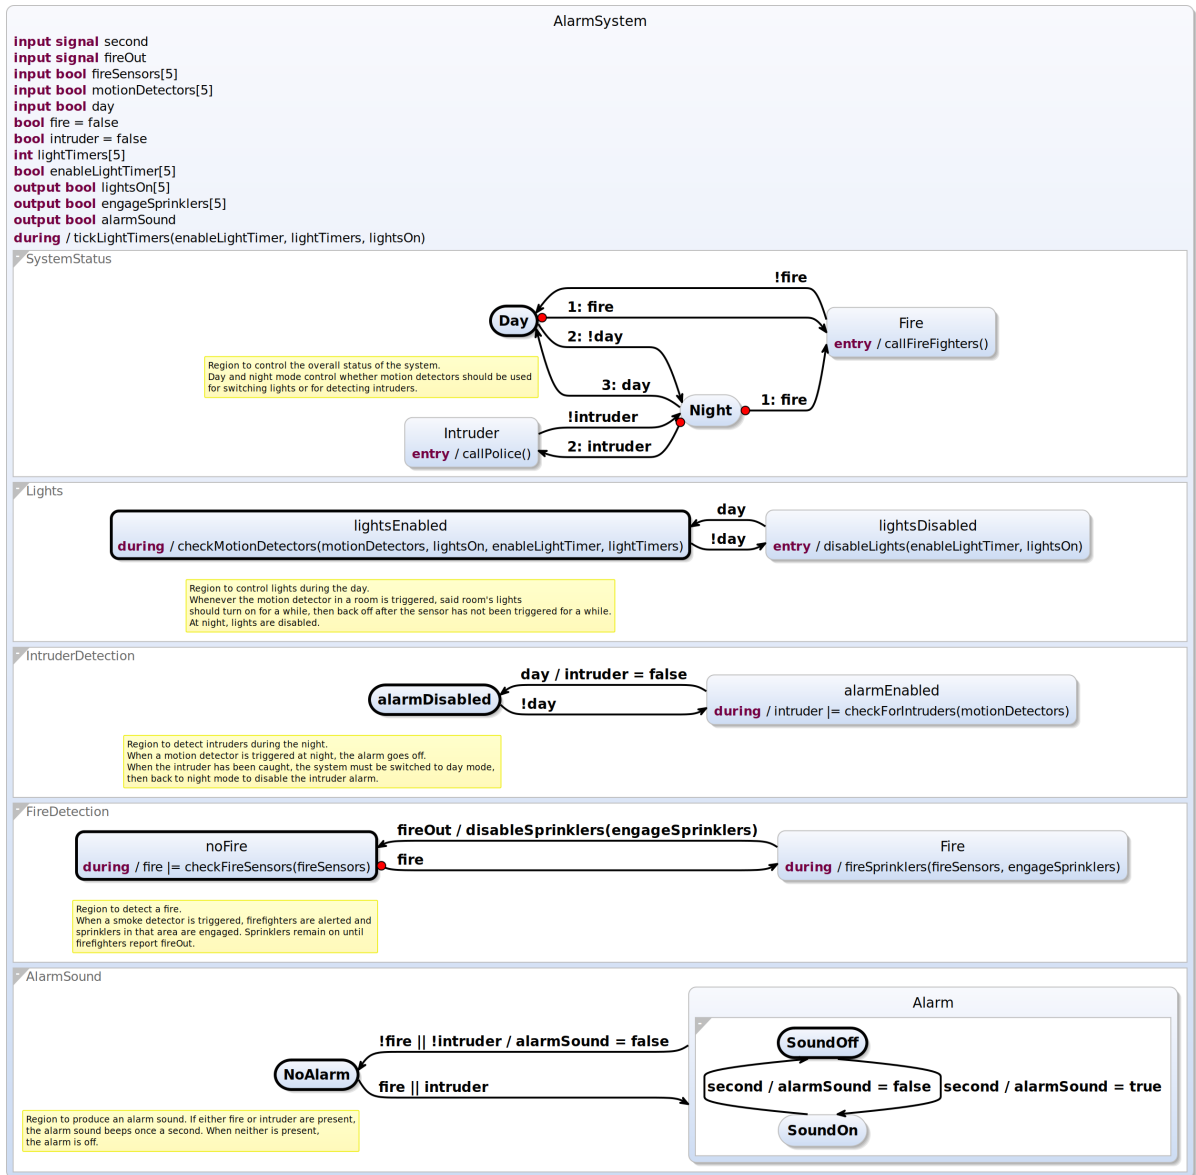 AlarmSystem
input signal second
input signal fireOut
input bool fireSensors[5]
input bool motionDetectors[5]
input bool day
bool fire = false
bool intruder = false
int lightTimers[5]
bool enableLightTimer[5]
output bool lightsOn[5]
output bool engageSprinklers[5]
output bool alarmSound
during / tickLightTimers(enableLightTimer, lightTimers, lightsOn)
SystemStatus
!fire
1: fire
Day
2: !day
Fire
entry / callFireFighters()
Region to control the overall status of the system.
Day and night mode control whether motion detectors should be used
for switching lights or for detecting intruders.
3: day
Night
1: fire
!intruder
2: intruder
Intruder
entry / callPolice()
Lights
lightsEnabled
during / checkMotionDetectors(motionDetectors, lightsOn, enableLightTimer, lightTimers)
day
!day
lightsDisabled
entry / disableLights(enableLightTimer, lightsOn)
Region to control lights during the day.
Whenever the motion detector in a room is triggered, said room's lights
should turn on for a while, then back off after the sensor has not been triggered for a while.
At night, lights are disabled.
IntruderDetection
day / intruder = false
alarmDisabled
!day
alarmEnabled
during / intruder |= checkForIntruders(motionDetectors)
Region to detect intruders during the night.
When a motion detector is triggered at night, the alarm goes off.
When the intruder has been caught, the system must be switched to day mode,
then back to night mode to disable the intruder alarm.
FireDetection
noFire
during / fire |= checkFireSensors(fireSensors)
fireOut / disableSprinklers(engageSprinklers)
fire
Fire
during / fireSprinklers(fireSensors, engageSprinklers)
Region to detect a fire.
When a smoke detector is triggered, firefighters are alerted and
sprinklers in that area are engaged. Sprinklers remain on until
firefighters report fireOut.
AlarmSound
Alarm
!fire || !intruder / alarmSound = false
NoAlarm
fire || intruder
SoundOff
second / alarmSound = false
second / alarmSound = true
SoundOn
Region to produce an alarm sound. If either fire or intruder are present,
the alarm sound beeps once a second. When neither is present,
the alarm is off.